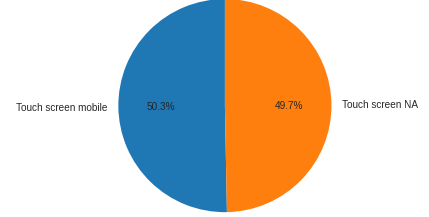 50.3%
49.7%
Touch screen mobile
Touch screen NA